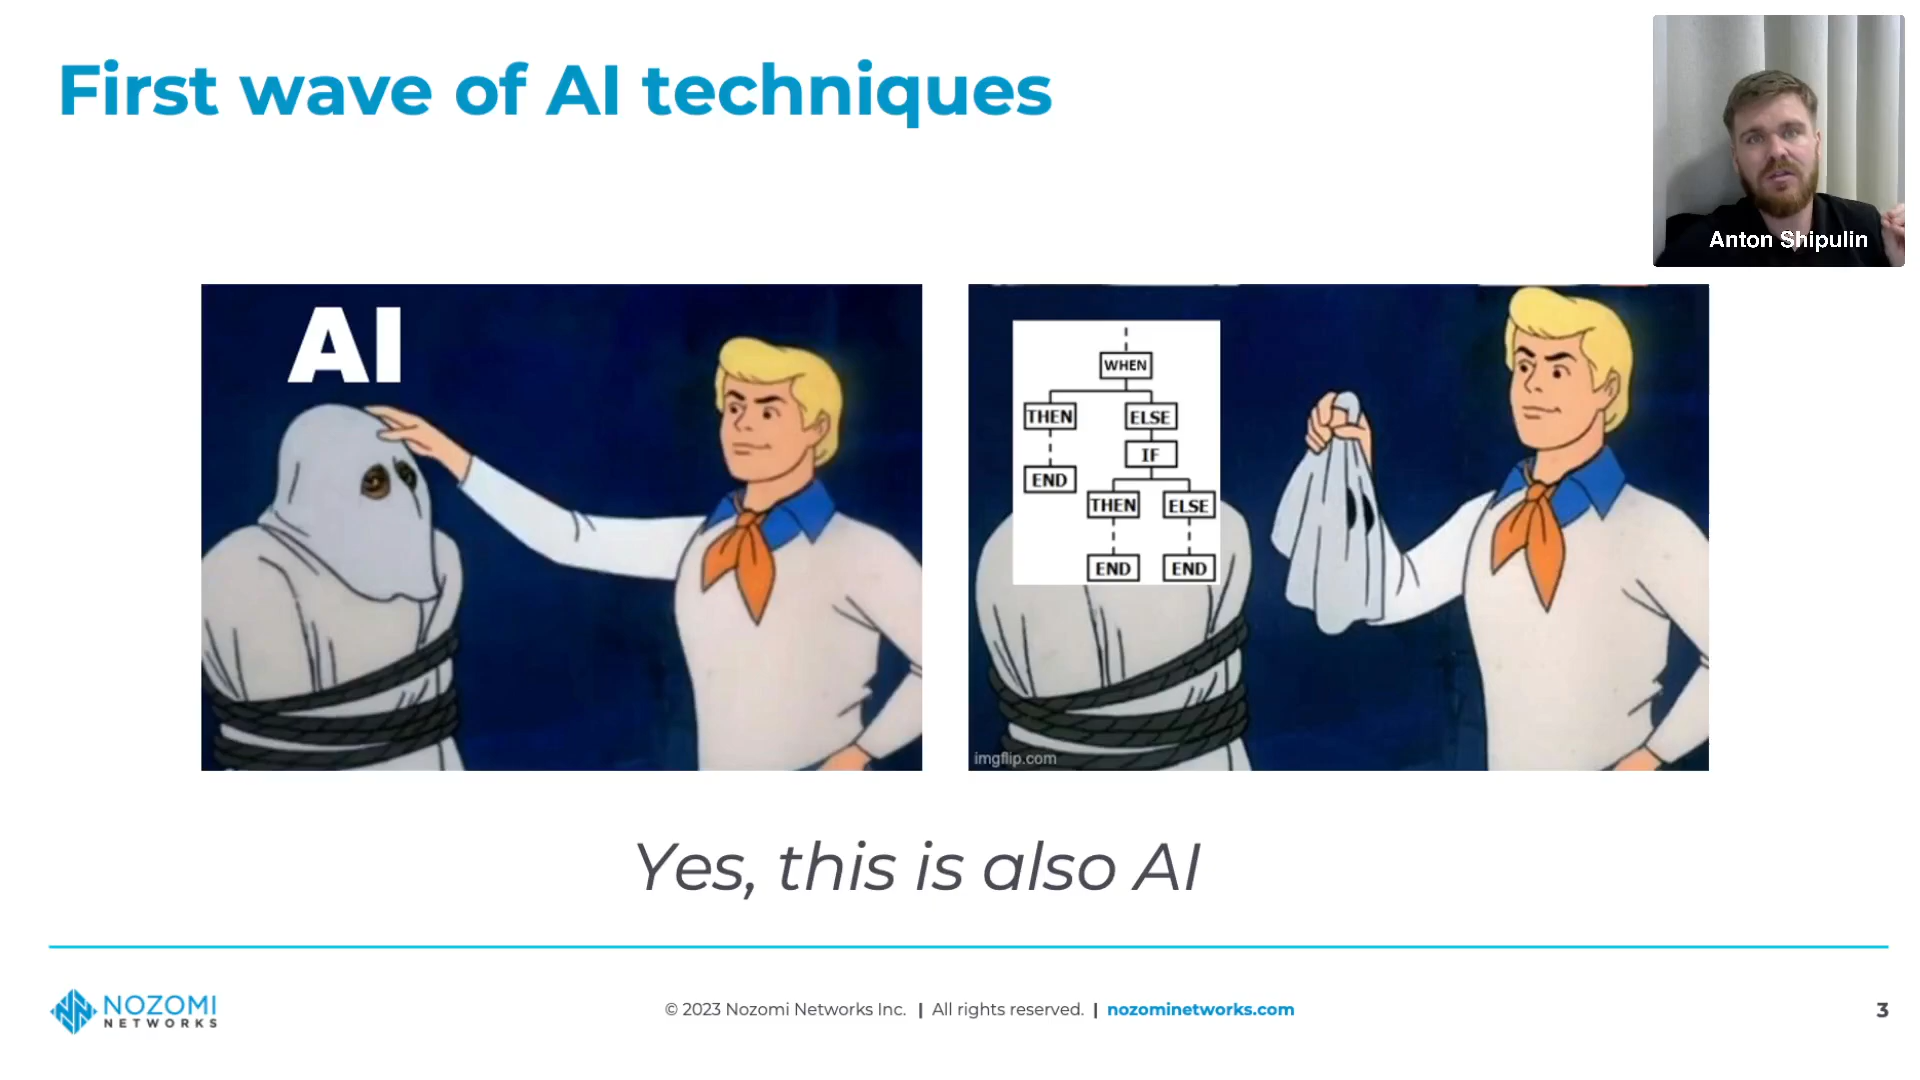 First wave of AI techniques
Anton Shipulin
AI
WHEN
THEN ELSE
IF
END
THEN ELSE
END END
imgflip.com
Yes, this is also AI
NOZOMI
NETWORKS
© 2023 Nozomi Networks Inc. | All rights reserved. | nozominetworks.com
3